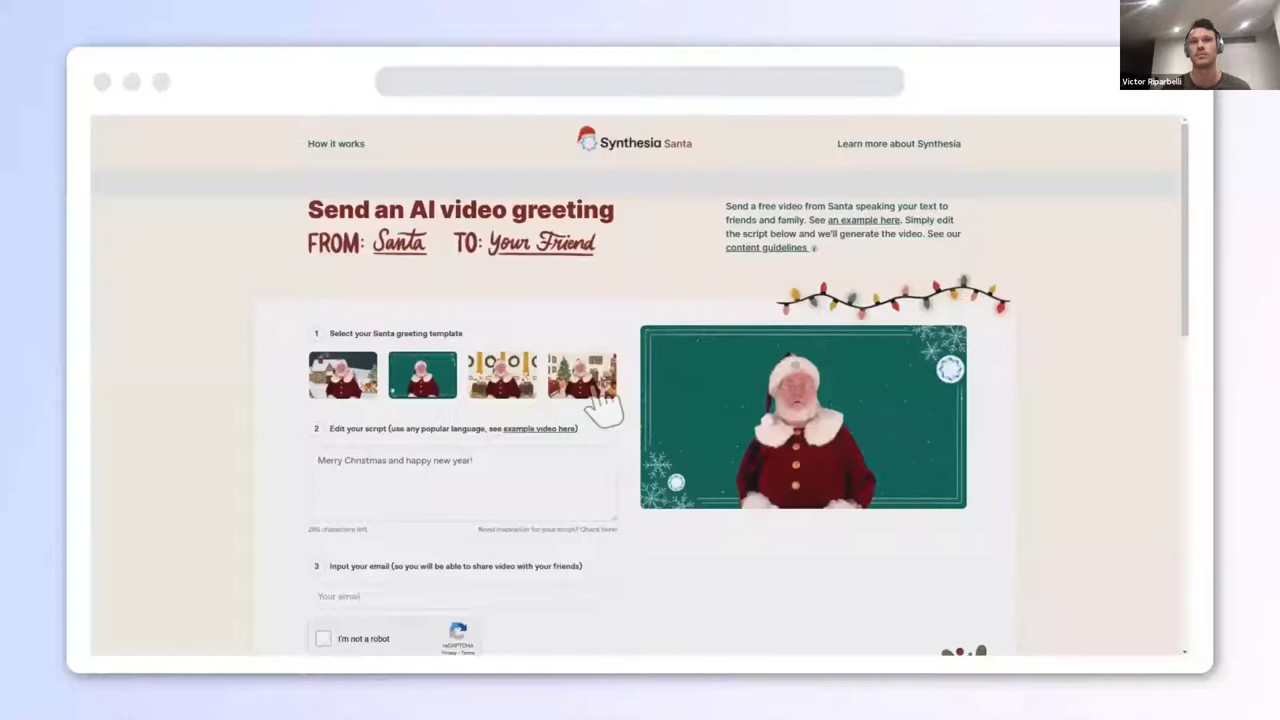 Victor Riparbelli
How it works
Synthesia Santa
Learn more about Synthesia
Send an AI video greeting
FROM: Santa TO: Your Friend
Send a free video from Santa speaking your text to
friends and family. See an example here. Simply edit
the script below and we'll generate the video. See our
content guidelines
1 Select your Santa greeting template
2 Edit your script (use any popular language, see example video here)
Merry Christmas and happy new year!
266 characters left
Need inspiration for your script? Check here!
3 Input your email (so you will be able to share video with your friends)
Your email
I'm not a robot
reCAPTCHA
Privacy - Terms